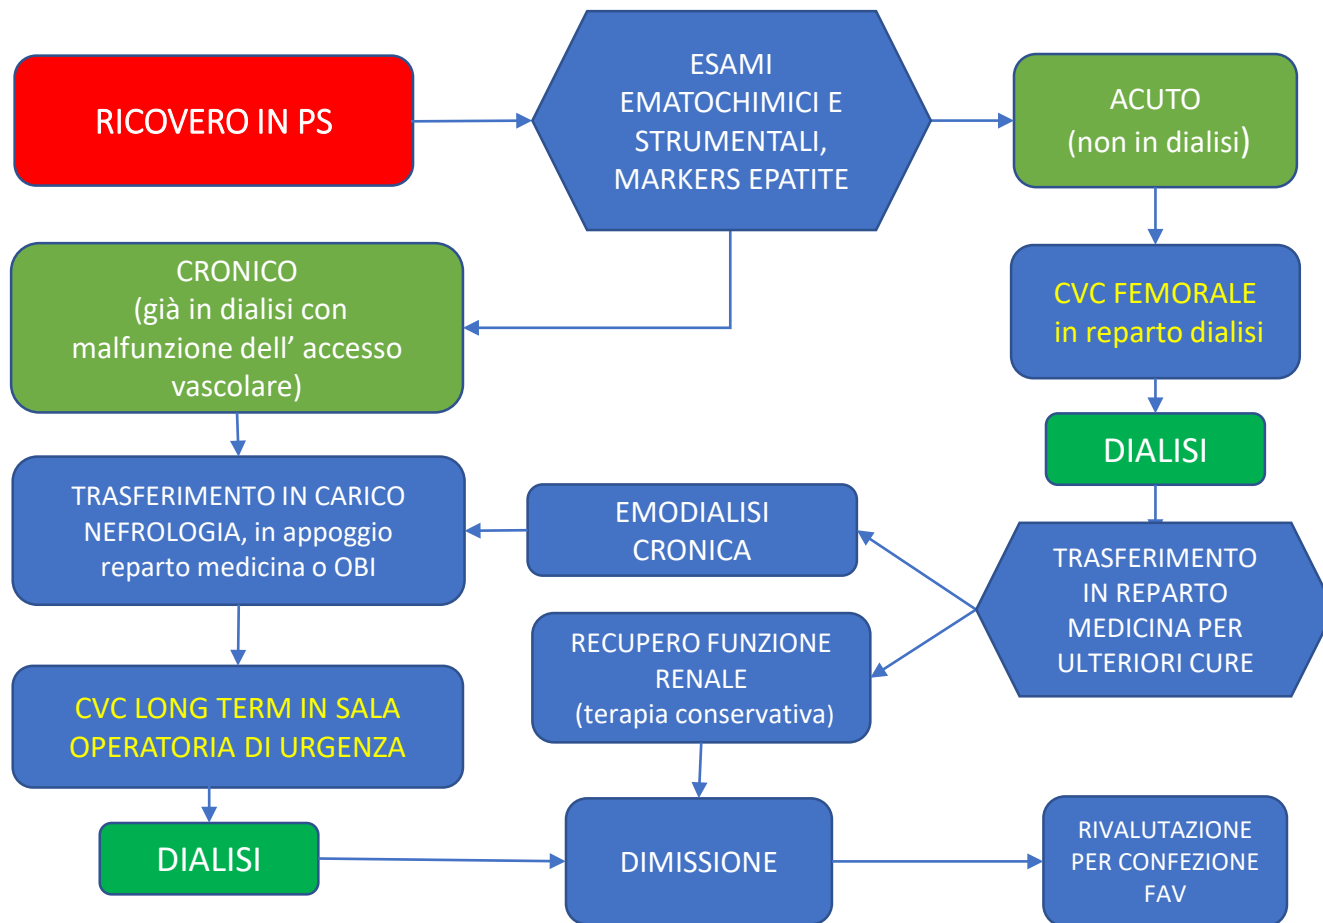 RICOVERO IN PS
ESAMI
EMATOCHIMICI E
STRUMENTALI,
MARKERS EPATITE
ACUTO
(non in dialisi)
CRONICO
(già in dialisi con
malfunzione dell' accesso
vascolare)
CVC FEMORALE
in reparto dialisi
DIALISI
TRASFERIMENTO IN CARICO
NEFROLOGIA, in appoggio
reparto medicina o OBI
EMODIALISI
CRONICA
TRASFERIMENTO
IN REPARTO
MEDICINA PER
ULTERIORI CURE
RECUPERO FUNZIONE
RENALE
(terapia conservativa)
CVC LONG TERM IN SALA
OPERATORIA DI URGENZA
DIALISI
DIMISSIONE
RIVALUTAZIONE
PER CONFEZIONE
FAV